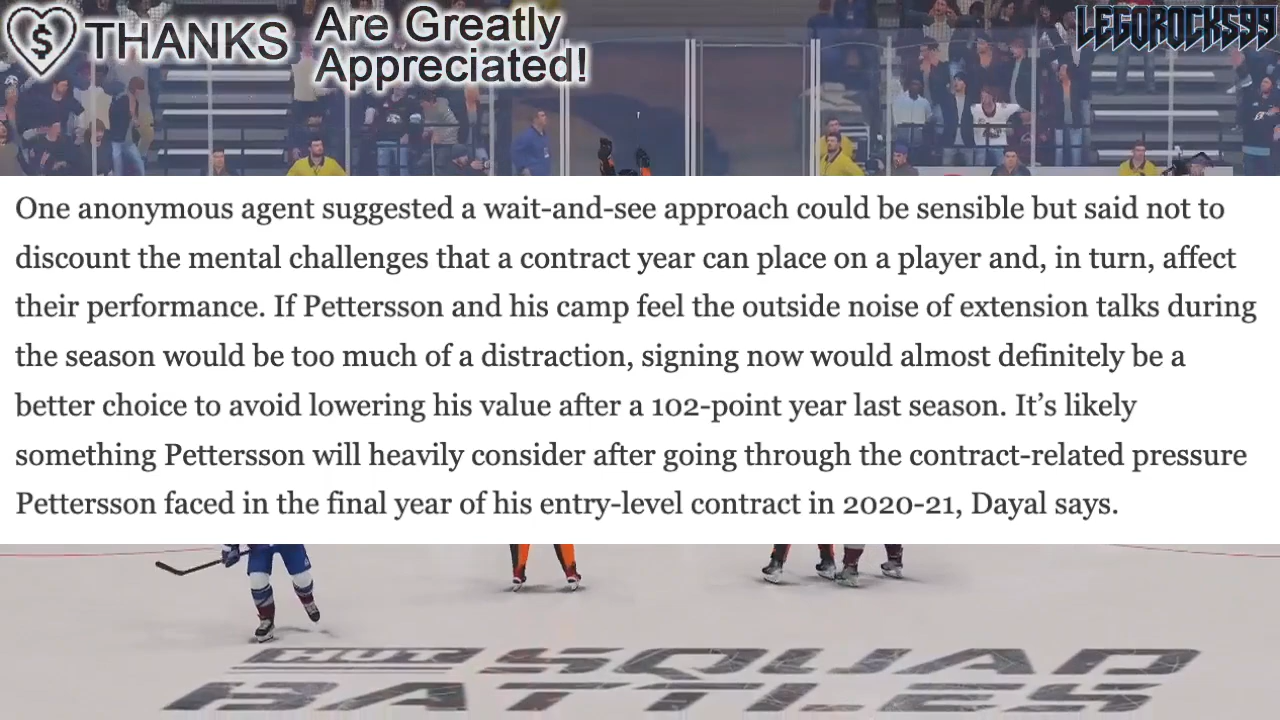 THANKS Are Greatly
Appreciated!
LEGOROCKS99
One anonymous agent suggested a wait-and-see approach could be sensible but said not to
discount the mental challenges that a contract year can place on a player and, in turn, affect
their performance. If Pettersson and his camp feel the outside noise of extension talks during
the season would be too much of a distraction, signing now would almost definitely be a
better choice to avoid lowering his value after a 102-point year last season. It’s likely
something Pettersson will heavily consider after going through the contract-related pressure
Pettersson faced in the final year of his entry-level contract in 2020-21, Dayal says.
HUT SQUAD
BATTLES